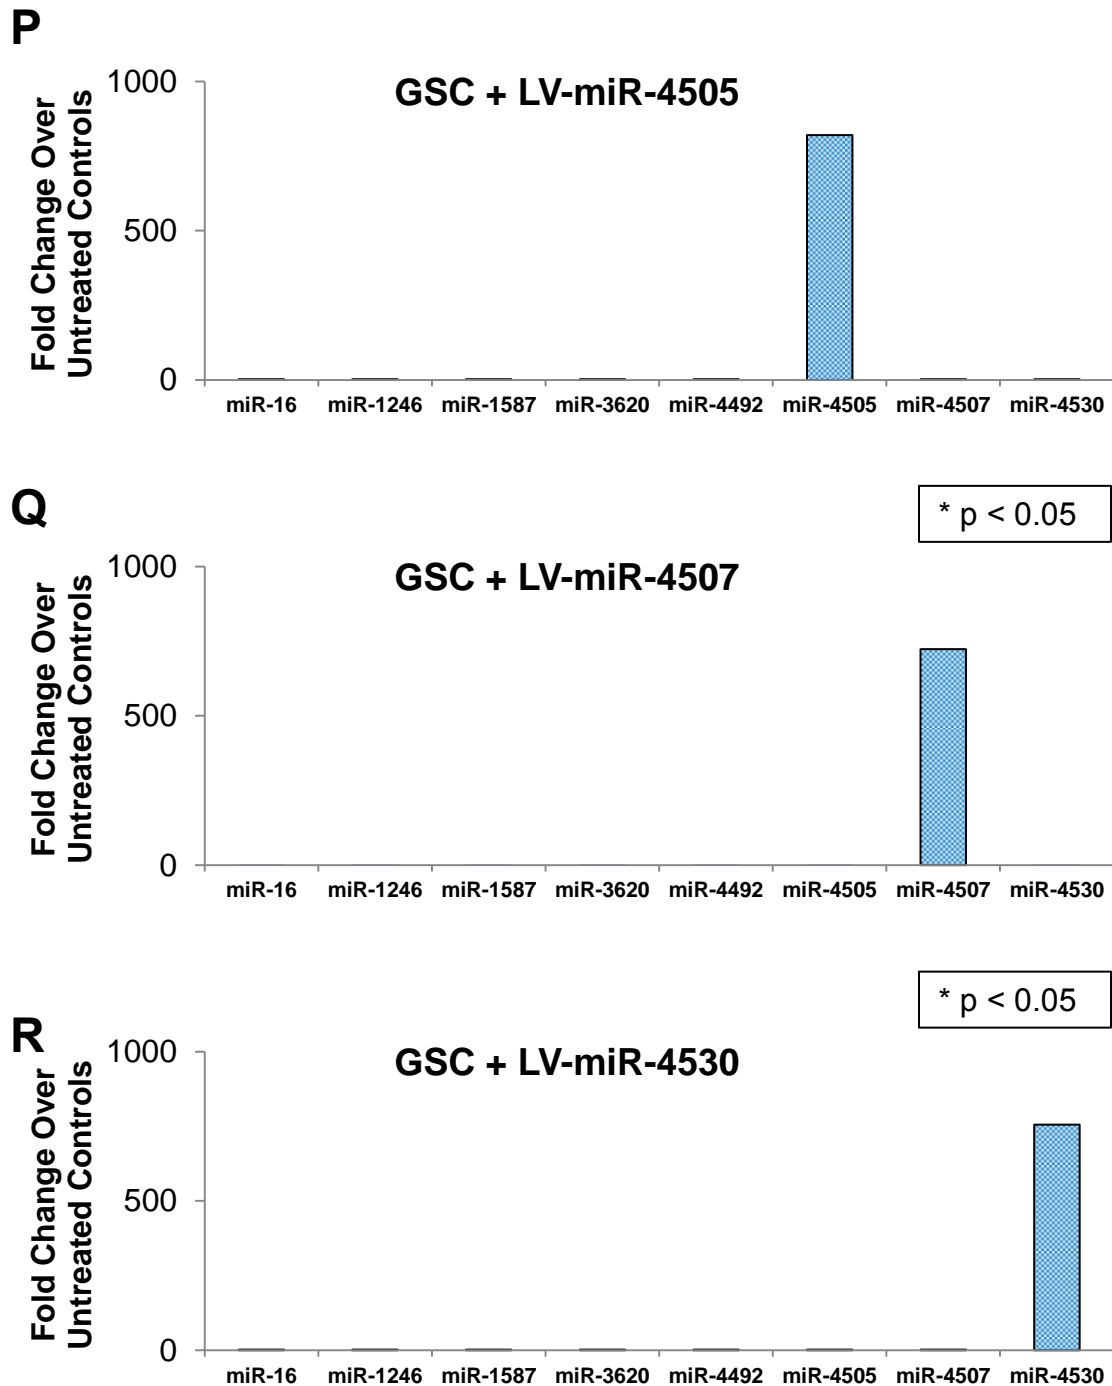 P
GSC + LV-miR-4505
Fold Change Over
Untreated Controls
1000
500
0
miR-16 miR-1246 miR-1587 miR-3620 miR-4492 miR-4505 miR-4507 miR-4530
Q
* p < 0.05
GSC + LV-miR-4507
Fold Change Over
Untreated Controls
1000
500
0
miR-16 miR-1246 miR-1587 miR-3620 miR-4492 miR-4505 miR-4507 miR-4530
* p < 0.05
R
GSC + LV-miR-4530
Fold Change Over
Untreated Controls
1000
500
0
miR-16 miR-1246 miR-1587 miR-3620 miR-4492 miR-4505 miR-4507 miR-4530